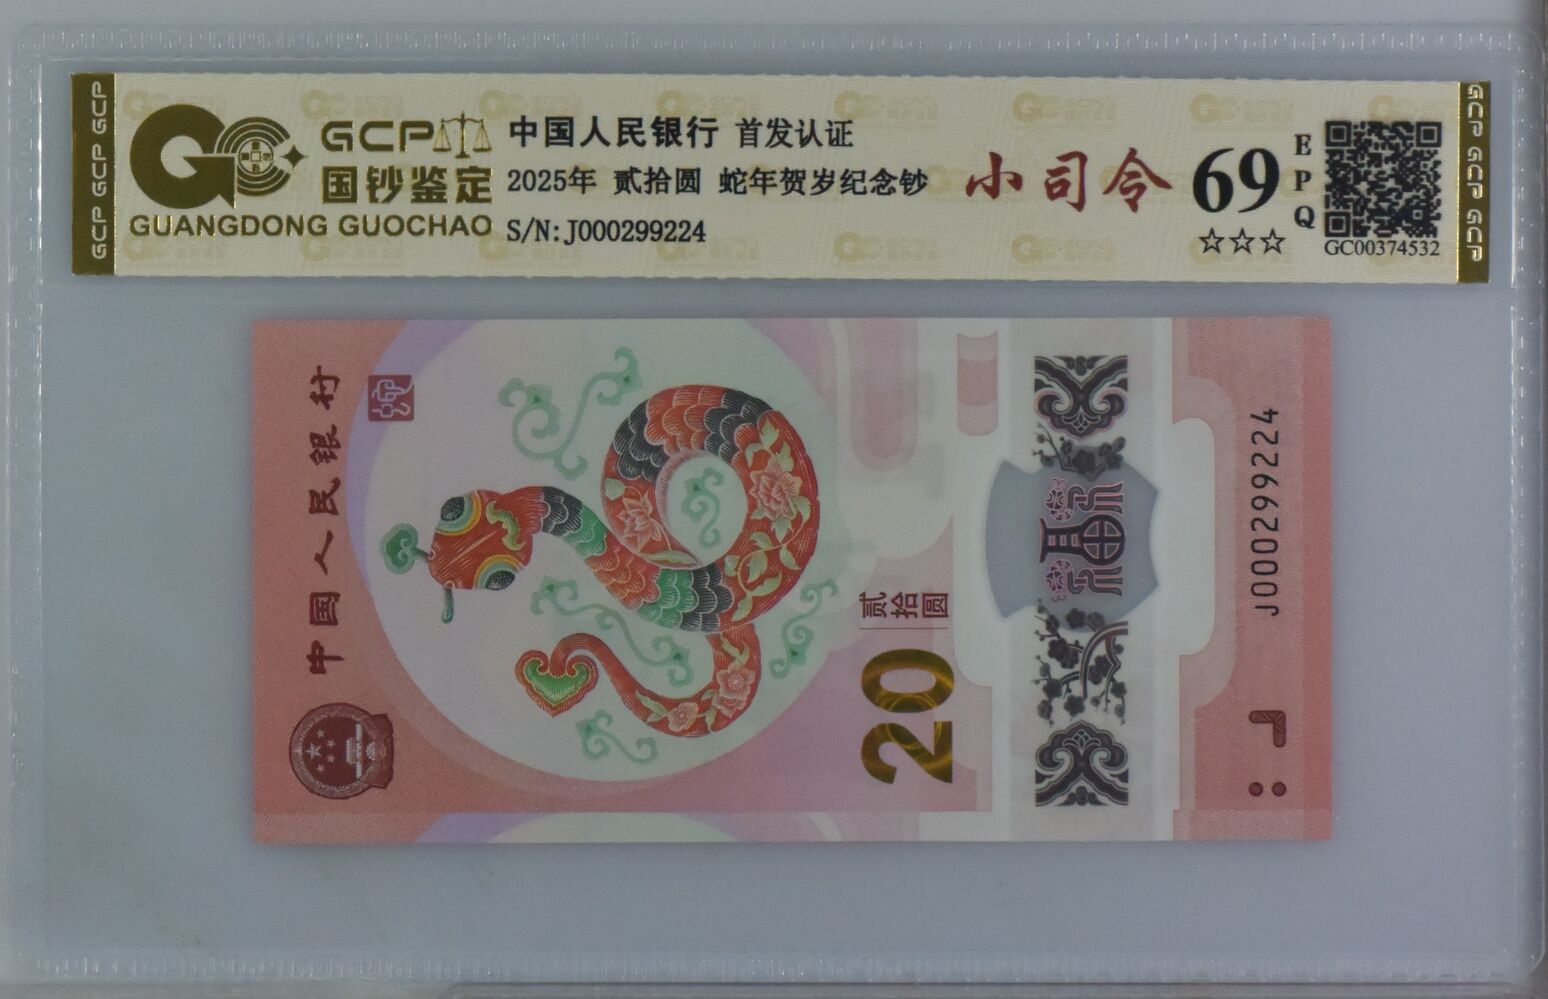 GCP GCP GCP
GCP
国钞鉴定
GUANGDONG GUOCHAO
中国人民银行 首发认证
2025年 贰拾圆 蛇年贺岁纪念钞
S/N:J000299224
小司令
69
EPQ
☆☆☆
GC00374532
GCP GCP GCP
中国人民银行
蛇
贰拾圆
20
J000299224